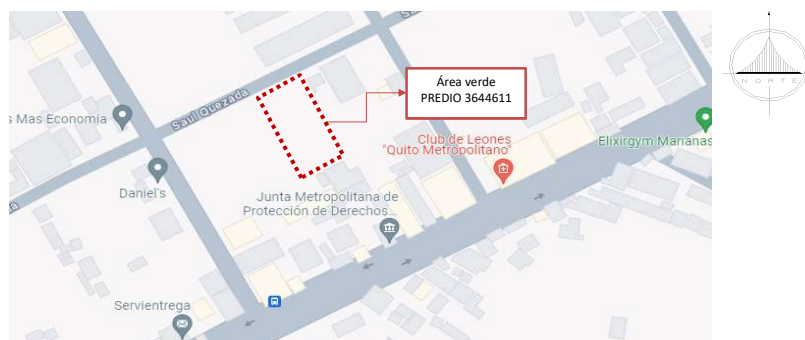 Área verde
PREDIO 3644611
Saul Quezada
s Mas Economia
Club de Leones
"Quito Metropolitano"
Elixirgym Marianas
Daniel's
Junta Metropolitana de
Protección de Derechos...
Servientrega
NORTE